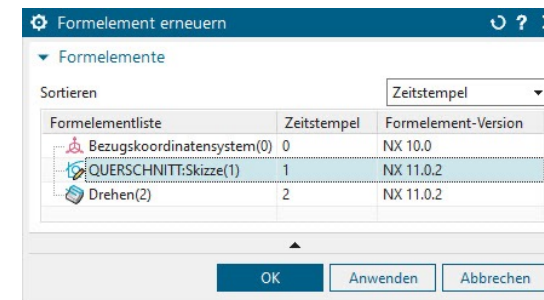 Formelement erneuern
Formelemente
Sortieren Zeitstempel
Formelementliste Zeitstempel Formelement-Version
Bezugskoordinatensystem(0) 0 NX 10.0
QUERSCHNITT:Skizze(1) 1 NX 11.0.2
Drehen(2) 2 NX 11.0.2
OK Anwenden Abbrechen